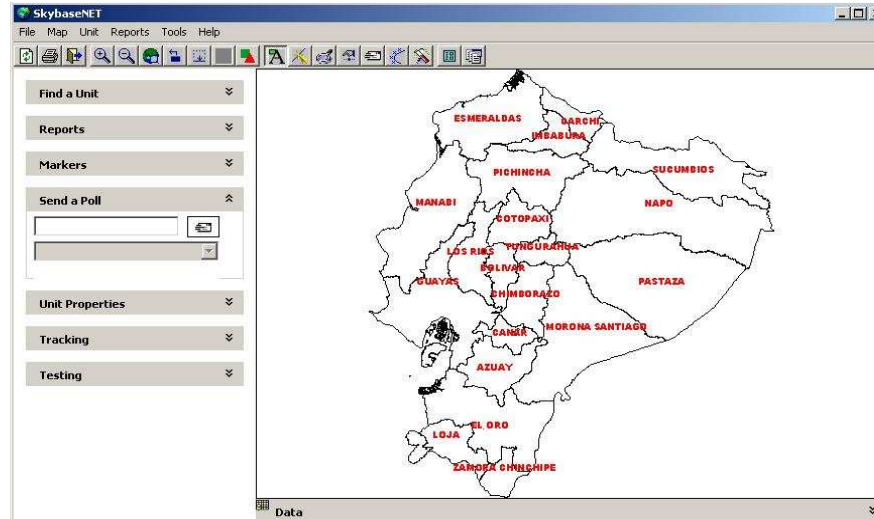 SkybaseNET
File Map Unit Reports Tools Help
Find a Unit
Reports
Markers
Send a Poll
Unit Properties
Tracking
Testing
ESMERALDAS
CARCHI
IMBABURA
PICHINCHA
SUCUMBIOS
MANABI
NAPO
COTOPAXI
LOS RIOS
TUNGURAHUA
BOLIVAR
GUAYAS
CHIMBORAZO
PASTAZA
CANAR
MORONA SANTIAGO
AZUAY
EL ORO
LOJA
ZAMORA CHINCHIPE
Data